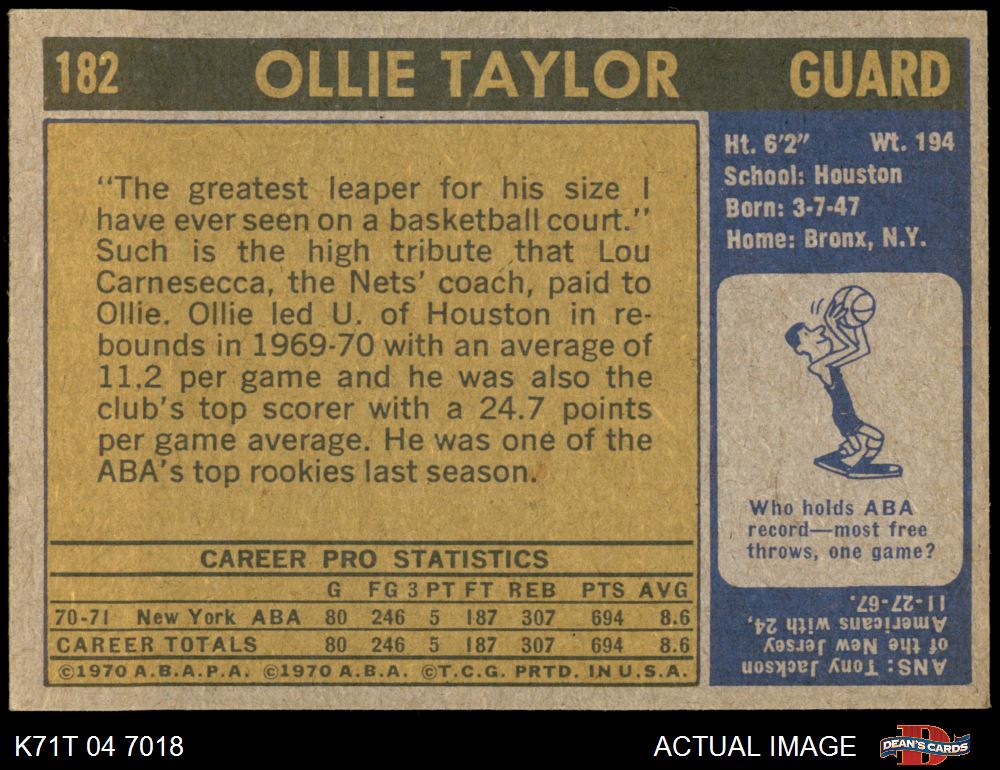 182 OLLIE TAYLOR GUARD
“The greatest leaper for his size I
have ever seen on a basketball court.”
Such is the high tribute that Lou
Carnesecca, the Nets’ coach, paid to
Ollie. Ollie led U. of Houston in re-
bounds in 1969-70 with an average of
11.2 per game and he was also the
club’s top scorer with a 24.7 points
per game average. He was one of the
ABA’s top rookies last season.
CAREER PRO STATISTICS
G FG 3 PT FT REB PTS AVG
70-71 New York ABA 80 246 5 187 307 694 8.6
CAREER TOTALS 80 246 5 187 307 694 8.6
©1970 A.B.A.P.A. ©1970 A.B.A. ©T.C.G. PRTD. IN U.S.A.
Ht. 6’2” Wt. 194
School: Houston
Born: 3-7-47
Home: Bronx, N.Y.
Who holds ABA
record—most free
throws, one game?
ANS: Tony Jackson
of the New Jersey
Americans with 24,
11-27-67.
K71T 04 7018
ACTUAL IMAGE
D
DEAN'S CARDS